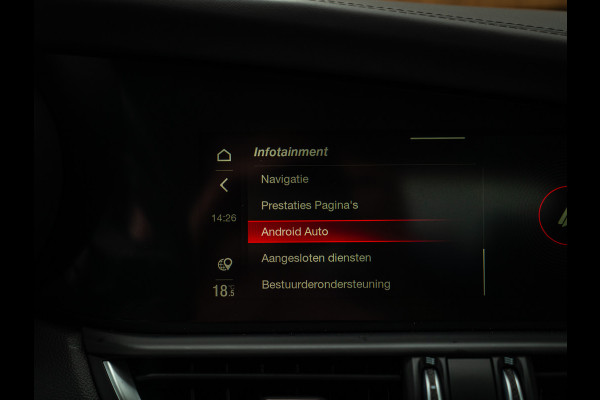 Infotainment
Navigatie
Prestaties Pagina's
14:26
Android Auto
Aangesloten diensten
18.5°C
Bestuurderondersteuning